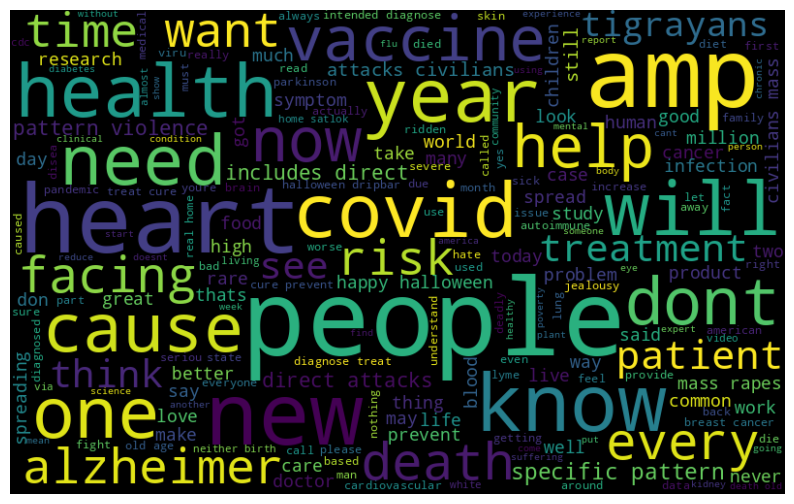 time want vaccine tigrayans
without always intended diagnose skin experience
cdc medical viru flu died diet report first
research really much attacks civilians children still
health year amp
diabetes almost show must read parkinson chronic
symptom look good family
pattern violence got actually human using
home satlok world million mental
need now help civilians mass
clinical condition ridden community cant person
day take called cancer
disea includes direct many yes case infection
youre severe body
pandemic treat cure brain halloween dripbar due month sick increase let fact
heart covid will
caused real home food use spread study away someone
living issue autoimmune
start high worse america used treatment two
reduce doesnt bad cure prevent hate today eye right
facing see risk problem product
don part rare happy halloween jealousy lung
great thats understand deadly healthy poverty plant
sure week said expert american
cause people dont
diagnosed find even video
seriou state diagnose treat way patient
spreading think better direct attacks blood live lyme feel provide mass rapes
via everyone science
say thing common back work
another nothing may life breast cancer
one new know every
love make prevent well put die going
mean fight old age neither birth call please getting come
alzheimer care based man death suffering specific pattern never
doctor cardiovascular white around data kidney death old